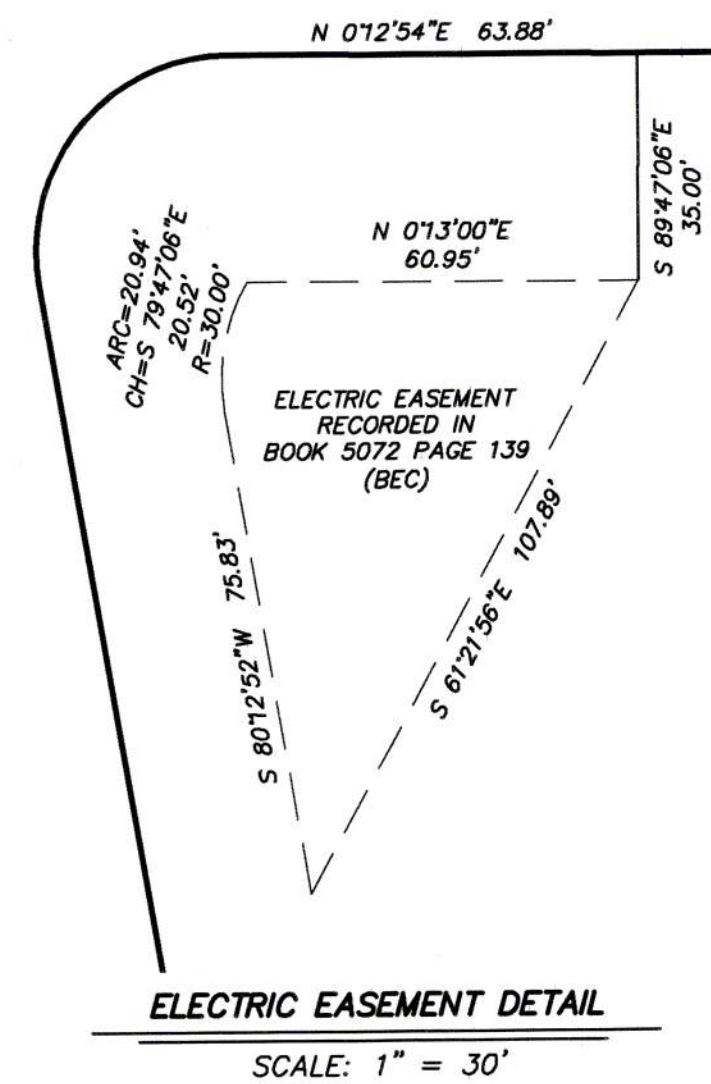 N 0°12'54"E 63.88'
S 89°47'06"E
35.00'
N 0°13'00"E
60.95'
ARC=20.94'
CH=S 79°47'06"E
20.52'
R=30.00'
ELECTRIC EASEMENT
RECORDED IN
BOOK 5072 PAGE 139
(BEC)
S 80°12'52"W 75.83'
S 61°21'56"E 107.89'
ELECTRIC EASEMENT DETAIL
SCALE: 1" = 30'